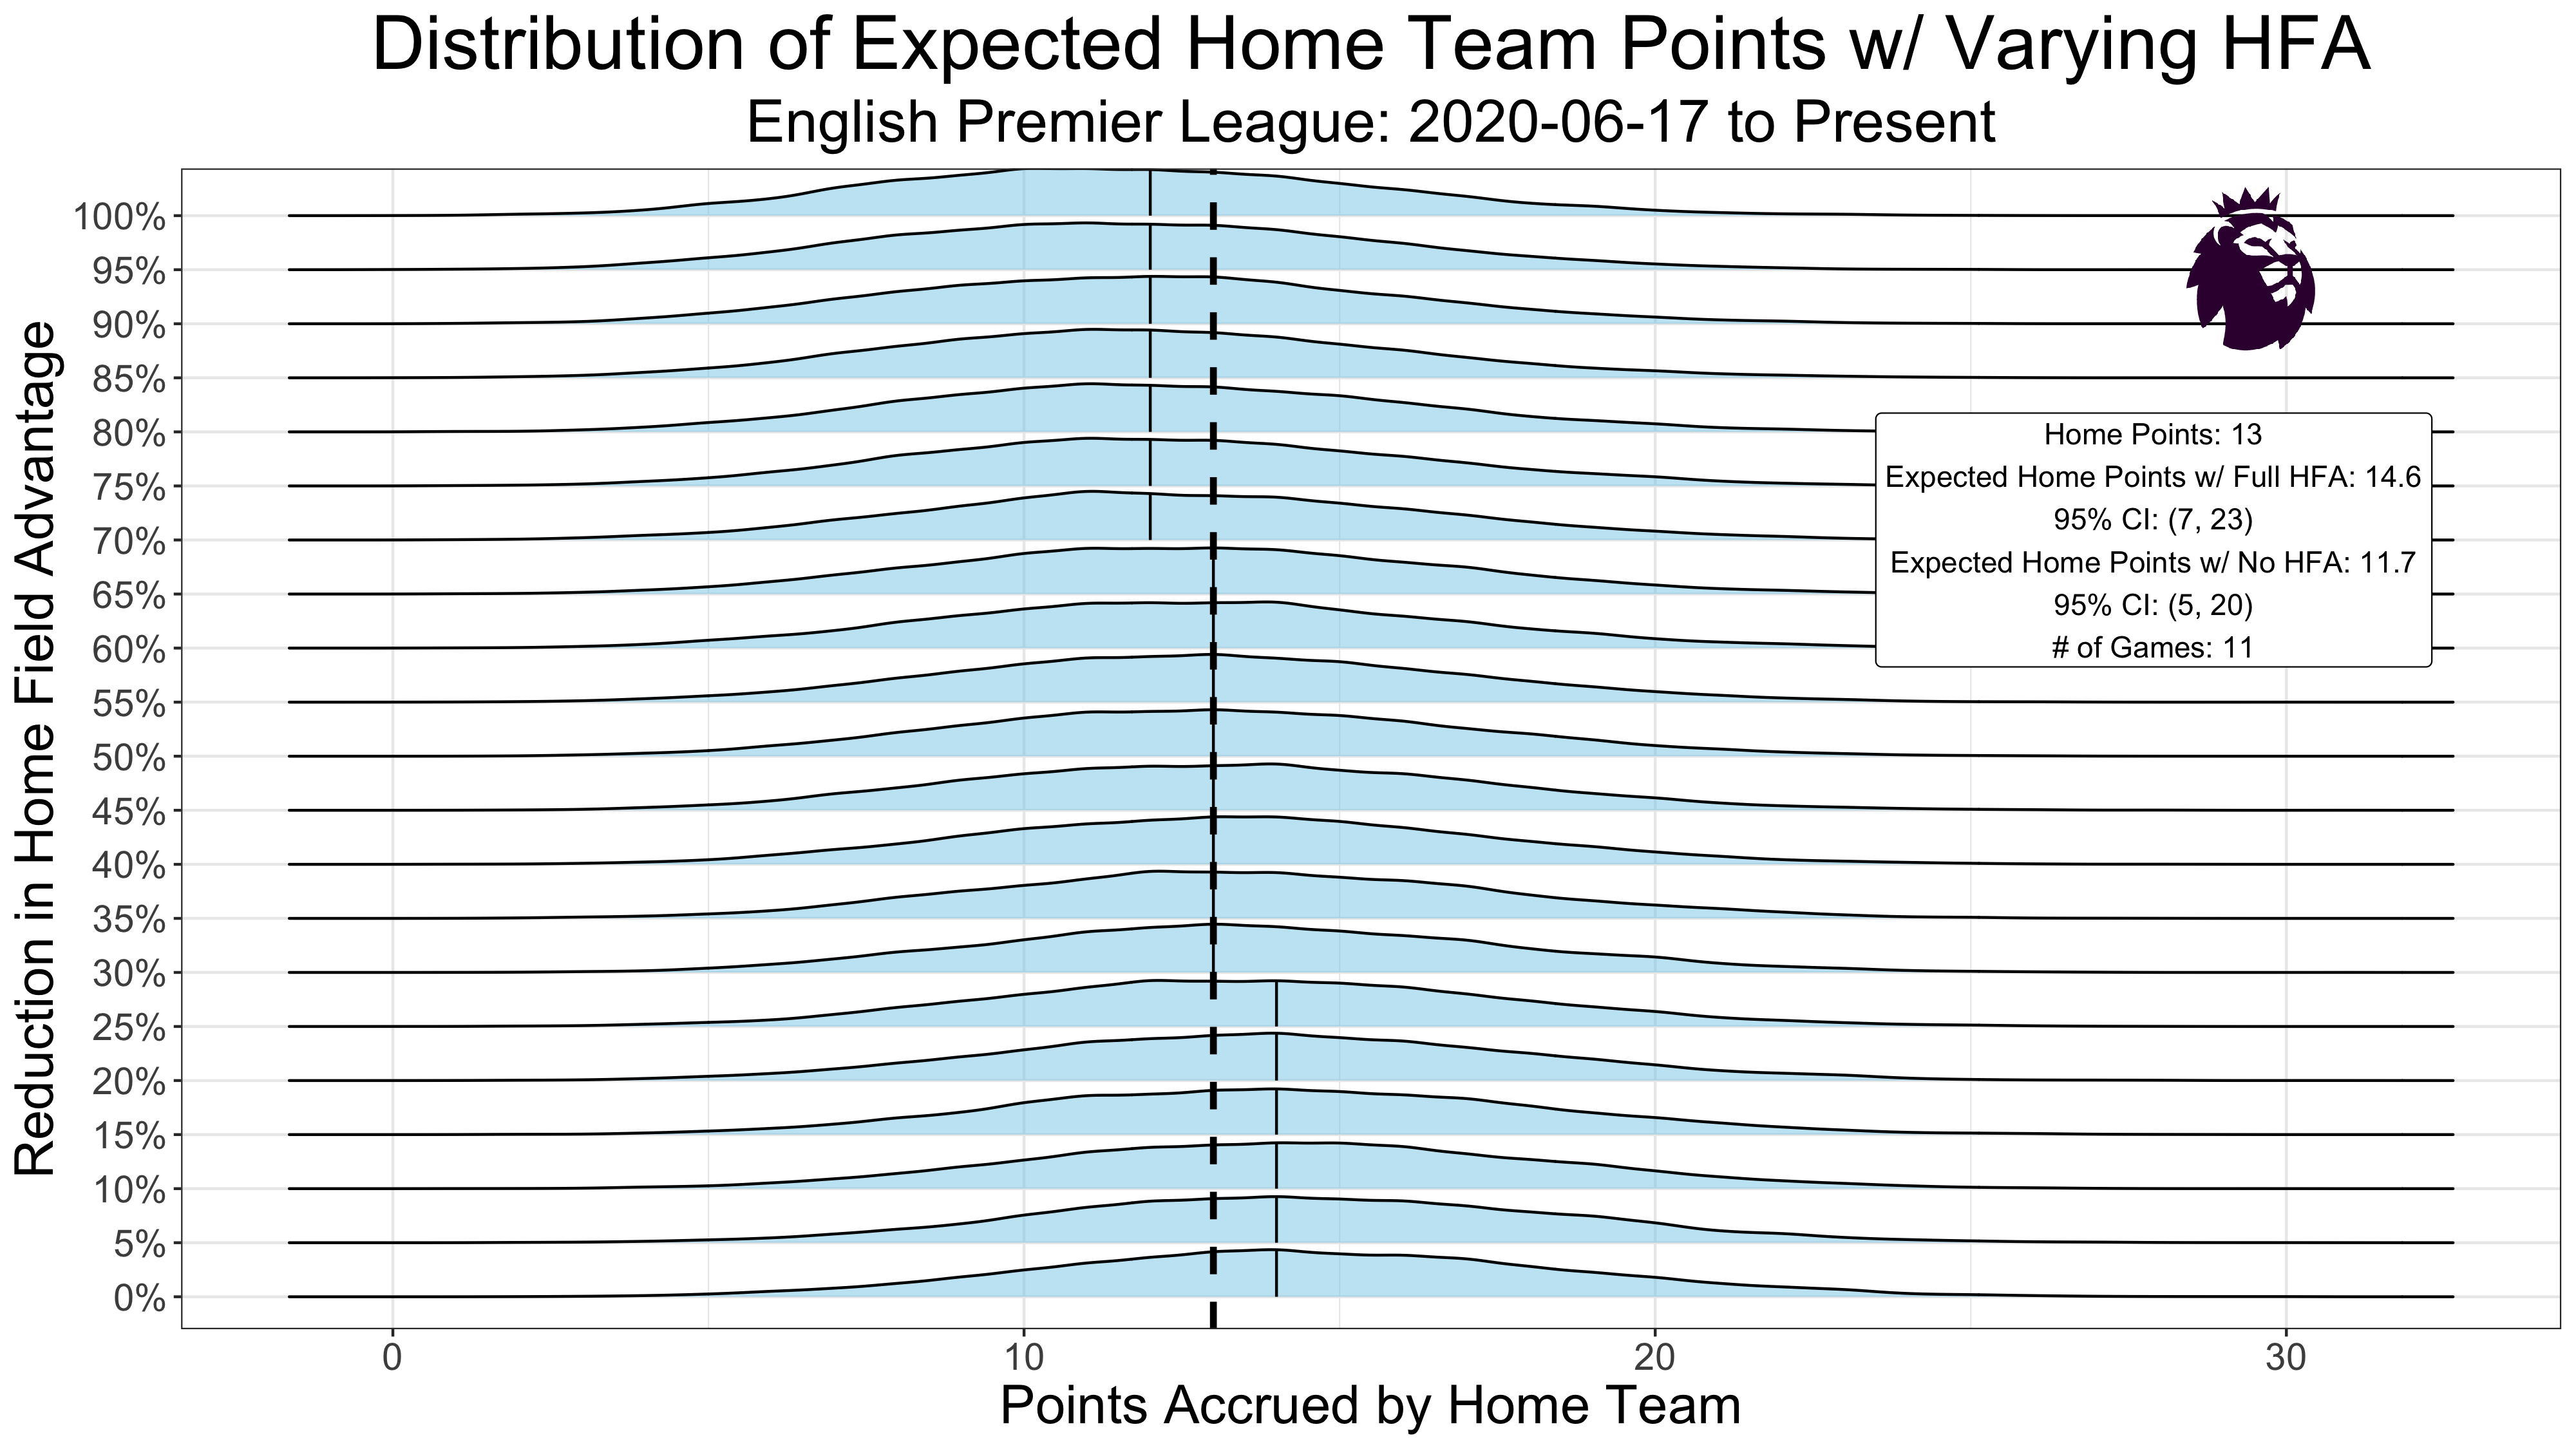 Distribution of Expected Home Team Points w/ Varying HFA
English Premier League: 2020-06-17 to Present
Reduction in Home Field Advantage
100%
95%
90%
85%
80%
75%
70%
65%
60%
55%
50%
45%
40%
35%
30%
25%
20%
15%
10%
5%
0%
Home Points: 13
Expected Home Points w/ Full HFA: 14.6
95% CI: (7, 23)
Expected Home Points w/ No HFA: 11.7
95% CI: (5, 20)
# of Games: 11
0
10
20
30
Points Accrued by Home Team